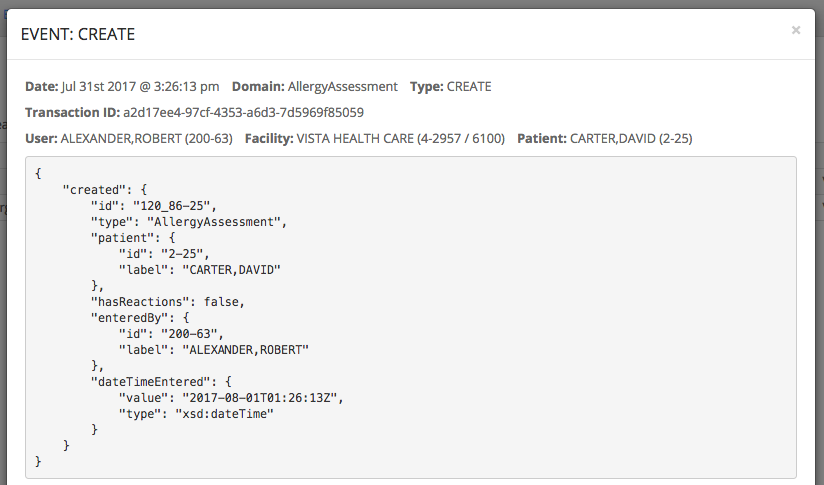 EVENT: CREATE ×
Date: Jul 31st 2017 @ 3:26:13 pm Domain: AllergyAssessment Type: CREATE
Transaction ID: a2d17ee4-97cf-4353-a6d3-7d5969f85059
User: ALEXANDER,ROBERT (200-63) Facility: VISTA HEALTH CARE (4-2957 / 6100) Patient: CARTER,DAVID (2-25)
{
    "created": {
        "id": "120_86-25",
        "type": "AllergyAssessment",
        "patient": {
            "id": "2-25",
            "label": "CARTER,DAVID"
        },
        "hasReactions": false,
        "enteredBy": {
            "id": "200-63",
            "label": "ALEXANDER,ROBERT"
        },
        "dateTimeEntered": {
            "value": "2017-08-01T01:26:13Z",
            "type": "xsd:dateTime"
        }
    }
}